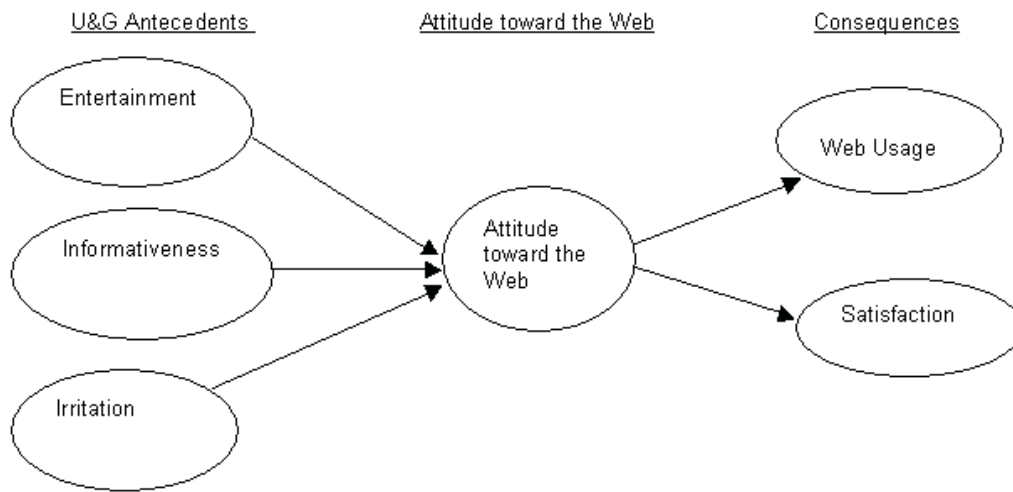 U&G Antecedents
Attitude toward the Web
Consequences
Entertainment
Informativeness
Irritation
Attitude
toward the
Web
Web Usage
Satisfaction